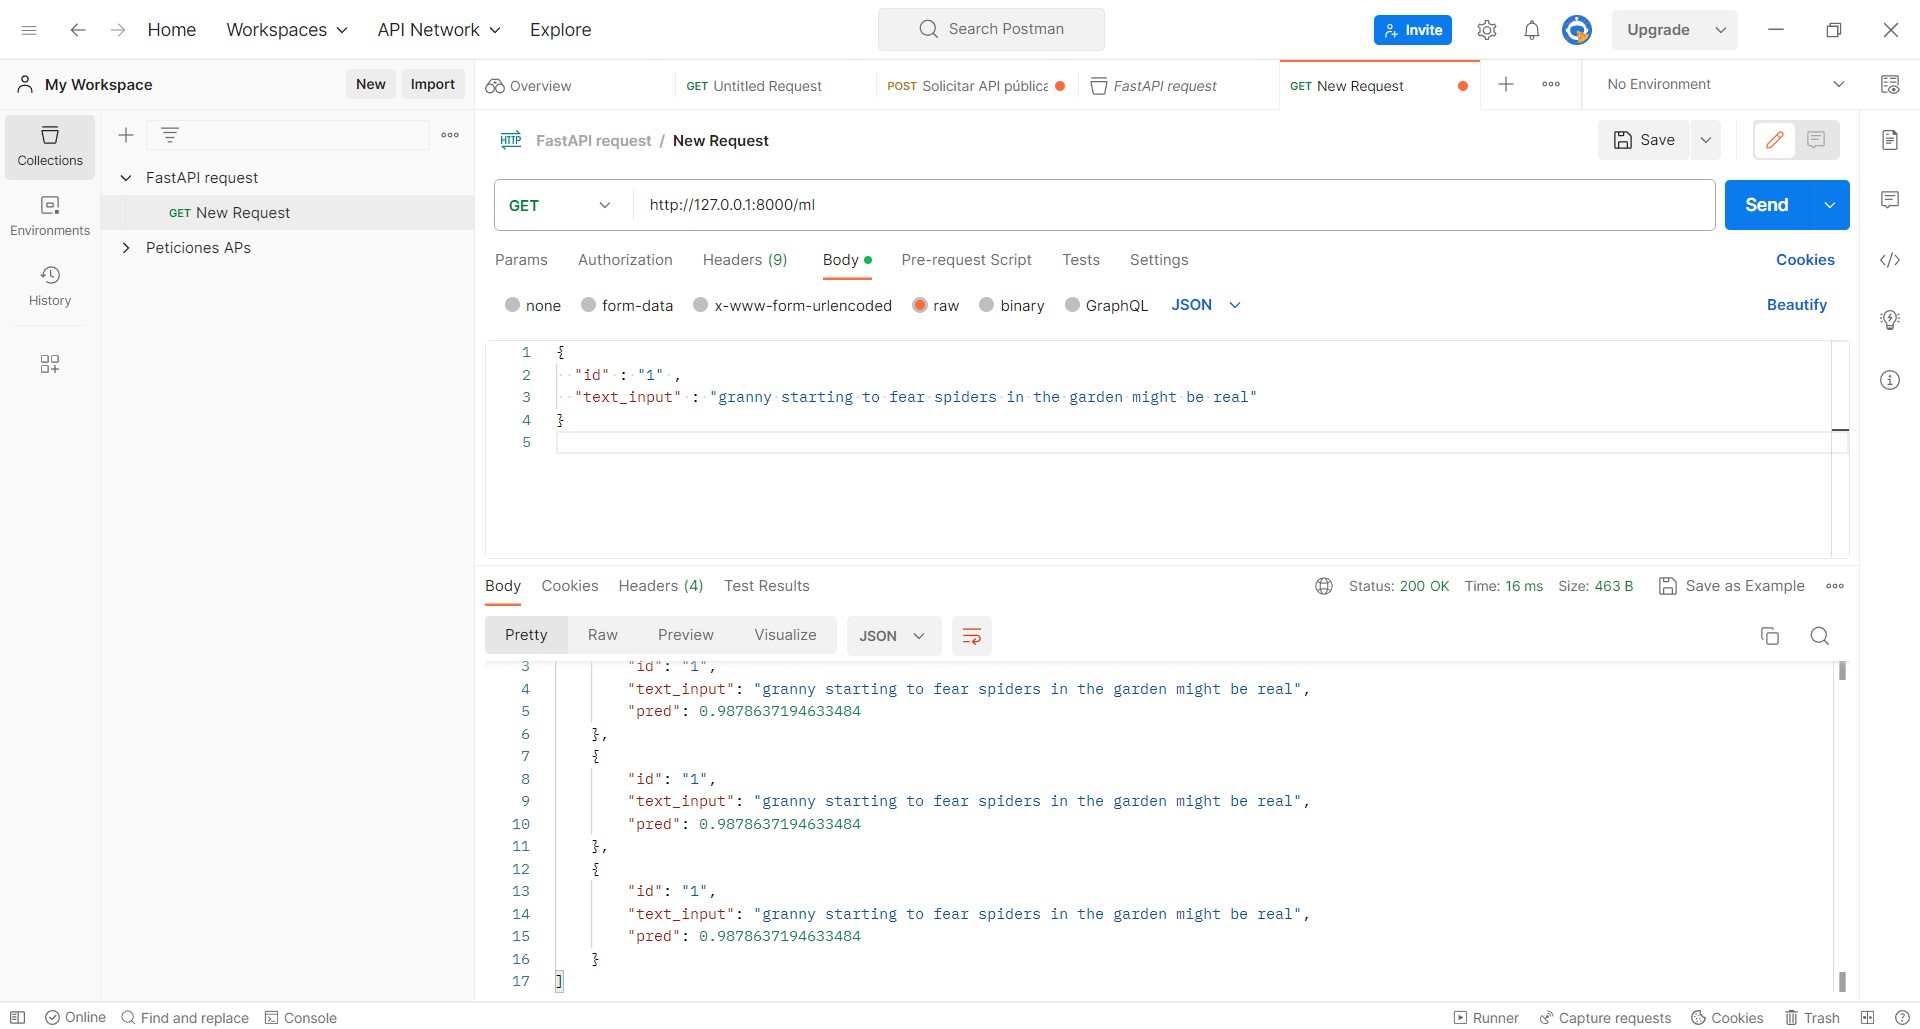 Home Workspaces API Network Explore Search Postman Invite Upgrade
My Workspace New Import Overview GET Untitled Request POST Solicitar API pública FastAPI request GET New Request No Environment
Collections
Environments
History
FastAPI request
GET New Request
Peticiones APs
HTTP FastAPI request / New Request Save
GET http://127.0.0.1:8000/ml Send
Params Authorization Headers (9) Body Pre-request Script Tests Settings Cookies
none form-data x-www-form-urlencoded raw binary GraphQL JSON Beautify
1 {
2 "id" : "1" ,
3 "text_input" : "granny starting to fear spiders in the garden might be real"
4 }
5
Body Cookies Headers (4) Test Results Status: 200 OK Time: 16 ms Size: 463 B Save as Example
Pretty Raw Preview Visualize JSON
3 "id": "1",
4 "text_input": "granny starting to fear spiders in the garden might be real",
5 "pred": 0.9878637194633484
6 },
7 {
8 "id": "1",
9 "text_input": "granny starting to fear spiders in the garden might be real",
10 "pred": 0.9878637194633484
11 },
12 {
13 "id": "1",
14 "text_input": "granny starting to fear spiders in the garden might be real",
15 "pred": 0.9878637194633484
16 }
17 ]
Online Find and replace Console Runner Capture requests Cookies Trash